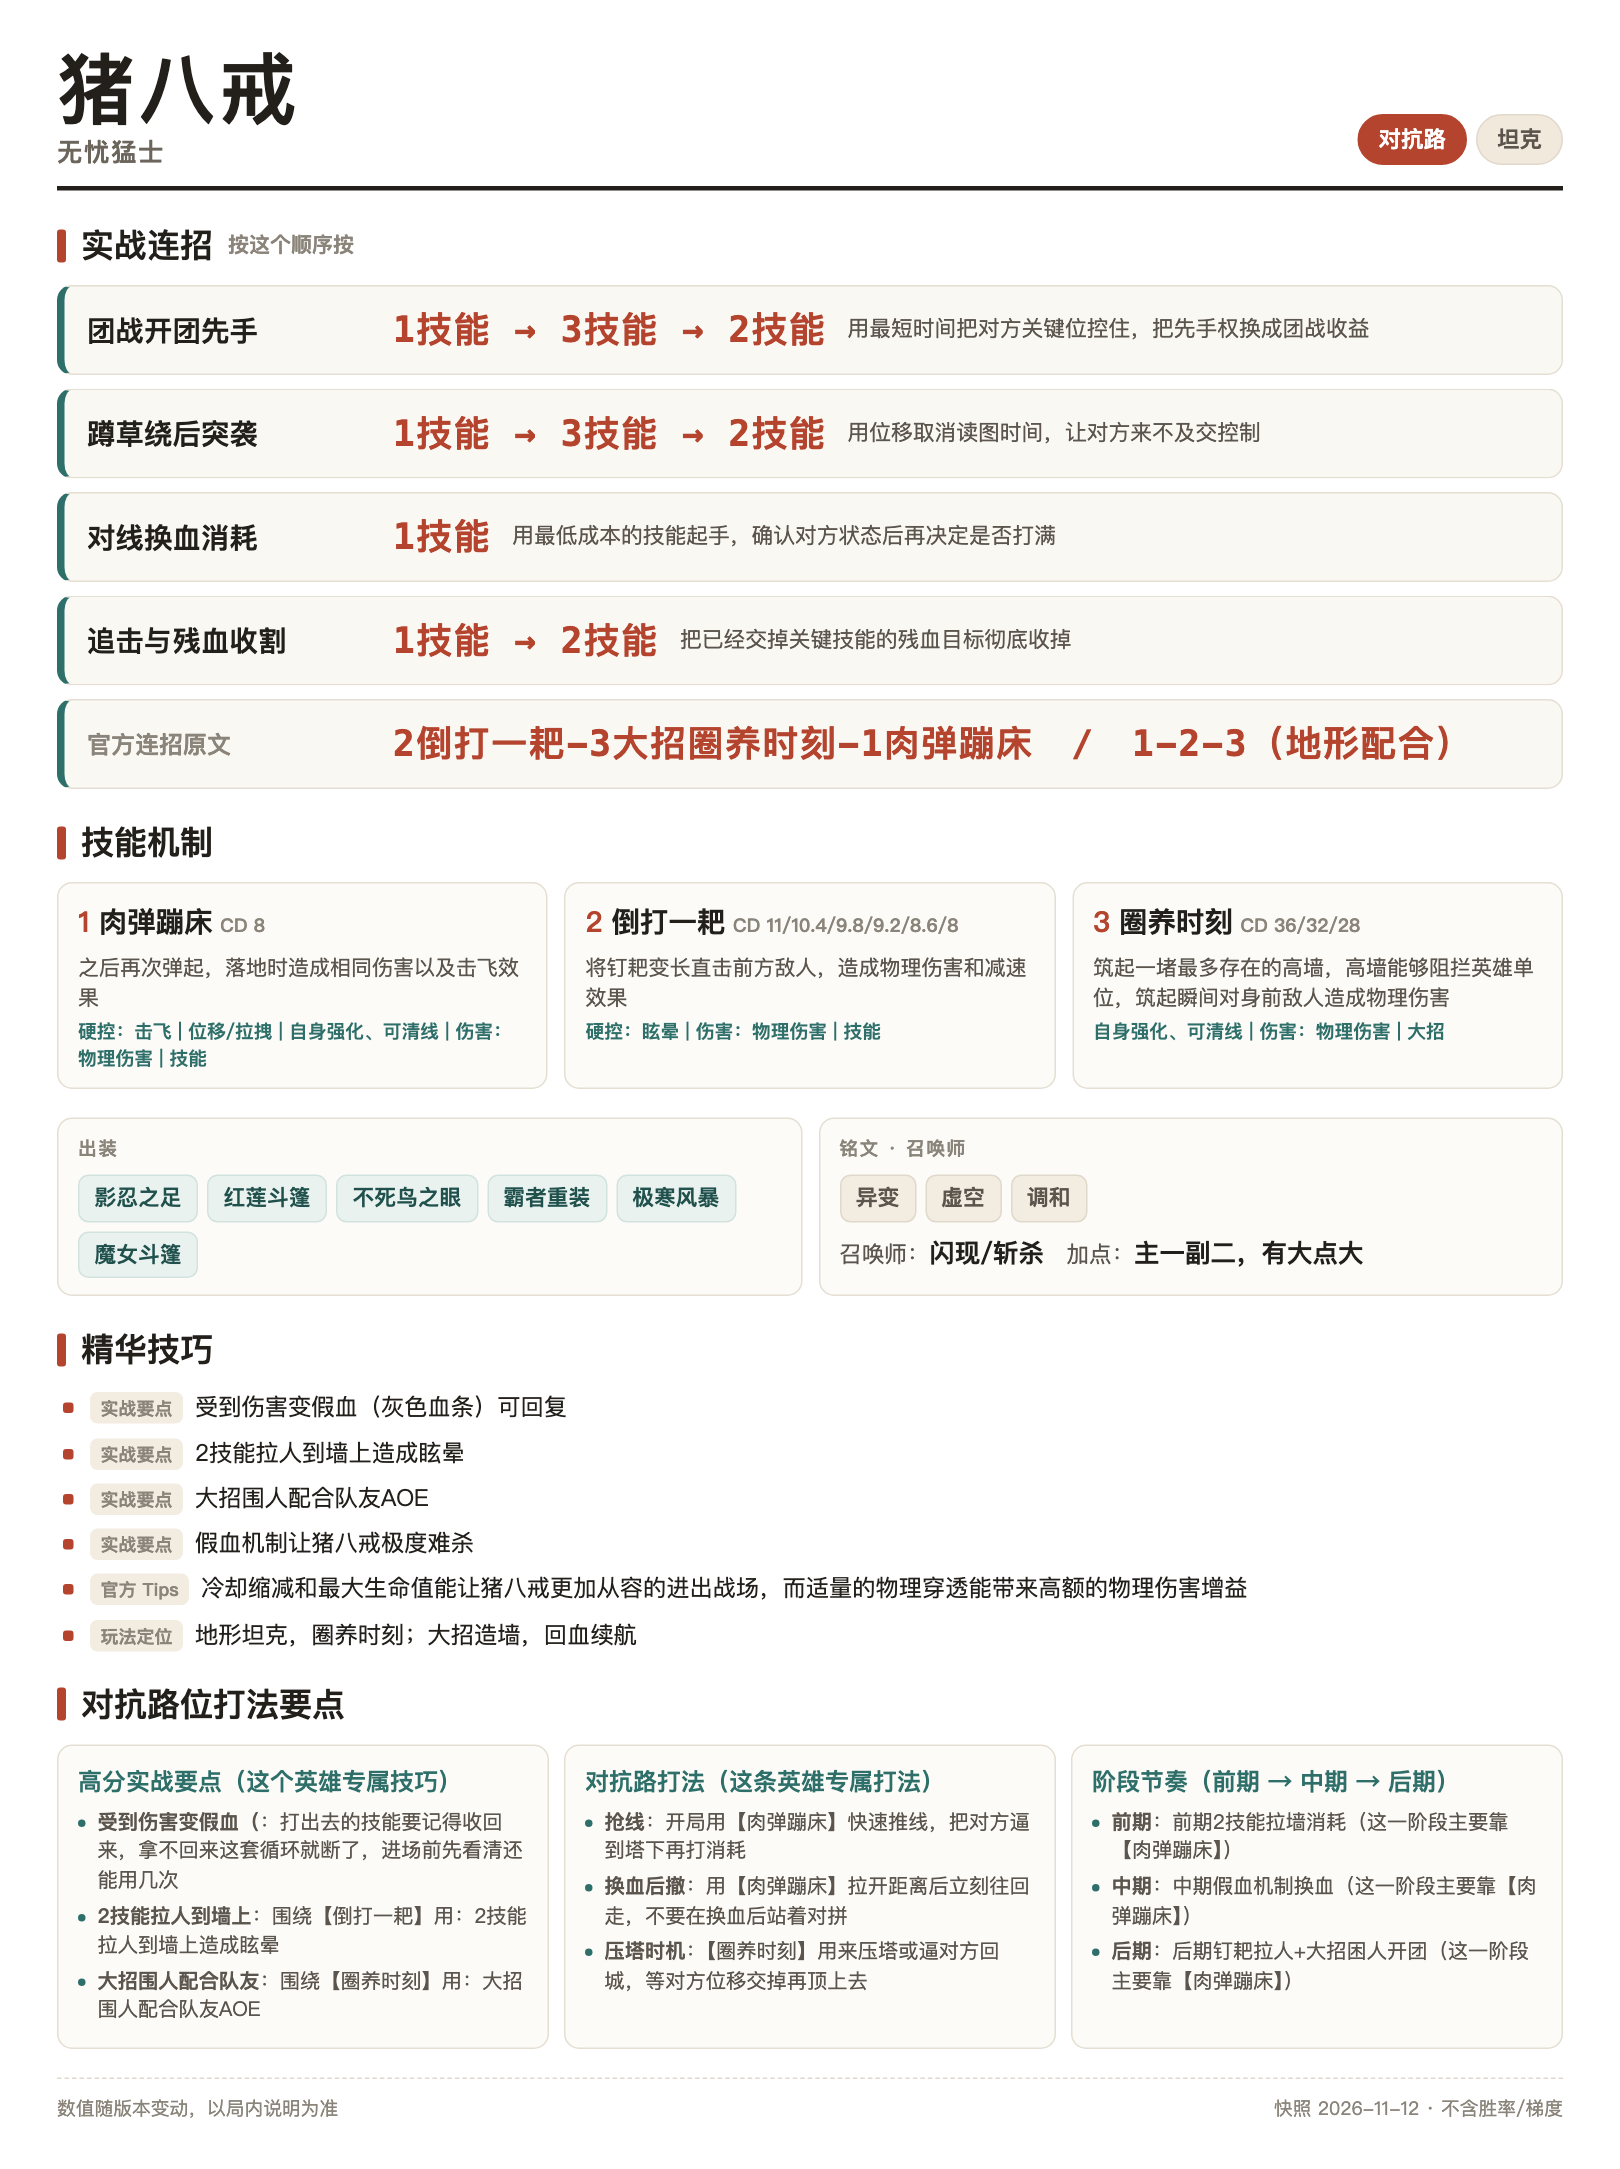 猪八戒
无忧猛士
对抗路 坦克
实战连招 按这个顺序按
团战开团先手 1技能 → 3技能 → 2技能 用最短时间把对方关键位控住，把先手权换成团战收益
蹲草绕后突袭 1技能 → 3技能 → 2技能 用位移取消读图时间，让对方来不及交控制
对线换血消耗 1技能 用最低成本的技能起手，确认对方状态后再决定是否打满
追击与残血收割 1技能 → 2技能 把已经交掉关键技能的残血目标彻底收掉
官方连招原文 2倒打一耙–3大招圈养时刻–1肉弹蹦床 / 1–2–3（地形配合）
技能机制
1 肉弹蹦床 CD 8
之后再次弹起，落地时造成相同伤害以及击飞效
果
硬控：击飞 | 位移/拉拽 | 自身强化、可清线 | 伤害：
物理伤害 | 技能
2 倒打一耙 CD 11/10.4/9.8/9.2/8.6/8
将钉耙变长直击前方敌人，造成物理伤害和减速
效果
硬控：眩晕 | 伤害：物理伤害 | 技能
3 圈养时刻 CD 36/32/28
筑起一堵最多存在的高墙，高墙能够阻拦英雄单
位，筑起瞬间对身前敌人造成物理伤害
自身强化、可清线 | 伤害：物理伤害 | 大招
出装
影忍之足 红莲斗篷 不死鸟之眼 霸者重装 极寒风暴
魔女斗篷
铭文 · 召唤师
异变 虚空 调和
召唤师：闪现/斩杀 加点：主一副二，有大点大
精华技巧
实战要点 受到伤害变假血（灰色血条）可回复
实战要点 2技能拉人到墙上造成眩晕
实战要点 大招围人配合队友AOE
实战要点 假血机制让猪八戒极度难杀
官方 Tips 冷却缩减和最大生命值能让猪八戒更加从容的进出战场，而适量的物理穿透能带来高额的物理伤害增益
玩法定位 地形坦克，圈养时刻；大招造墙，回血续航
对抗路位打法要点
高分实战要点（这个英雄专属技巧）
受到伤害变假血（：打出去的技能要记得收回
来，拿不回来这套循环就断了，进场前先看清还
能用几次
2技能拉人到墙上：围绕【倒打一耙】用：2技能
拉人到墙上造成眩晕
大招围人配合队友：围绕【圈养时刻】用：大招
围人配合队友AOE
对抗路打法（这条英雄专属打法）
抢线：开局用【肉弹蹦床】快速推线，把对方逼
到塔下再打消耗
换血后撤：用【肉弹蹦床】拉开距离后立刻往回
走，不要在换血后站着对拼
压塔时机：【圈养时刻】用来压塔或逼对方回
城，等对方位移交掉再顶上去
阶段节奏（前期 → 中期 → 后期）
前期：前期2技能拉墙消耗（这一阶段主要靠
【肉弹蹦床】）
中期：中期假血机制换血（这一阶段主要靠【肉
弹蹦床】）
后期：后期钉耙拉人+大招困人开团（这一阶段
主要靠【肉弹蹦床】）
数值随版本变动，以局内说明为准
快照 2026–11–12 · 不含胜率/梯度